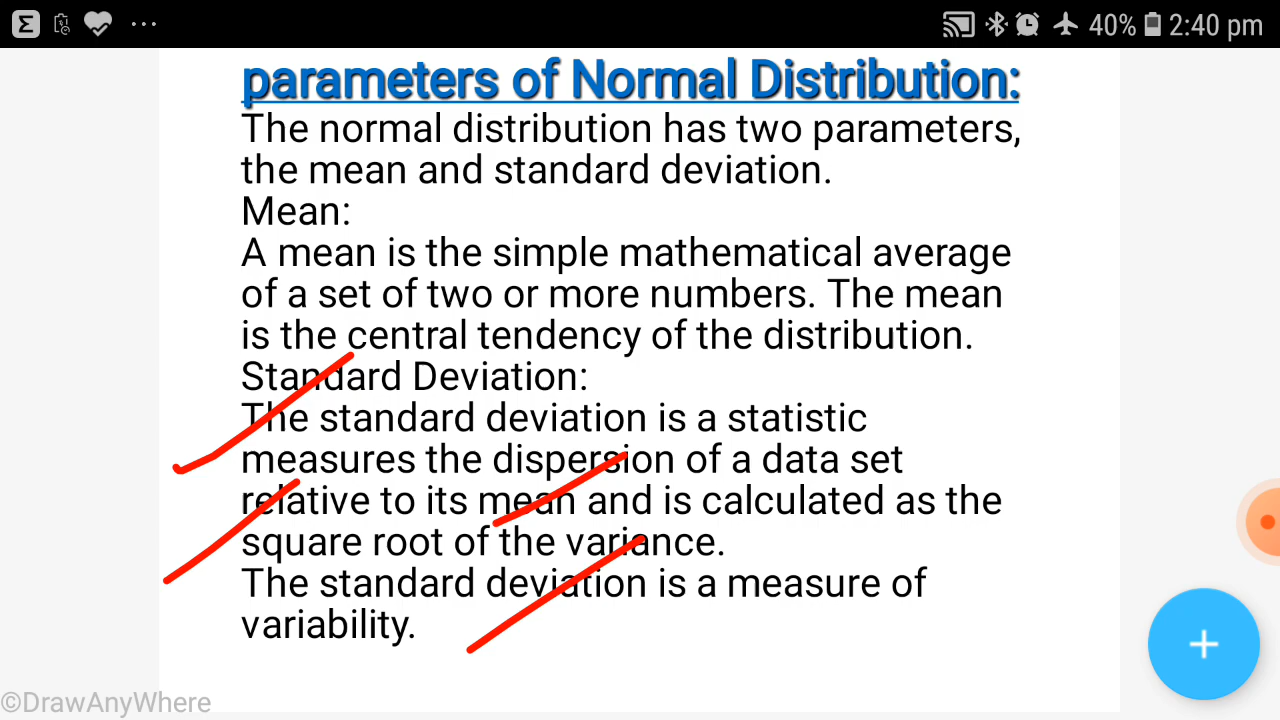 40% 2:40 pm
parameters of Normal Distribution:
The normal distribution has two parameters,
the mean and standard deviation.
Mean:
A mean is the simple mathematical average
of a set of two or more numbers. The mean
is the central tendency of the distribution.
Standard Deviation:
The standard deviation is a statistic
measures the dispersion of a data set
relative to its mean and is calculated as the
square root of the variance.
The standard deviation is a measure of
variability.
©DrawAnyWhere